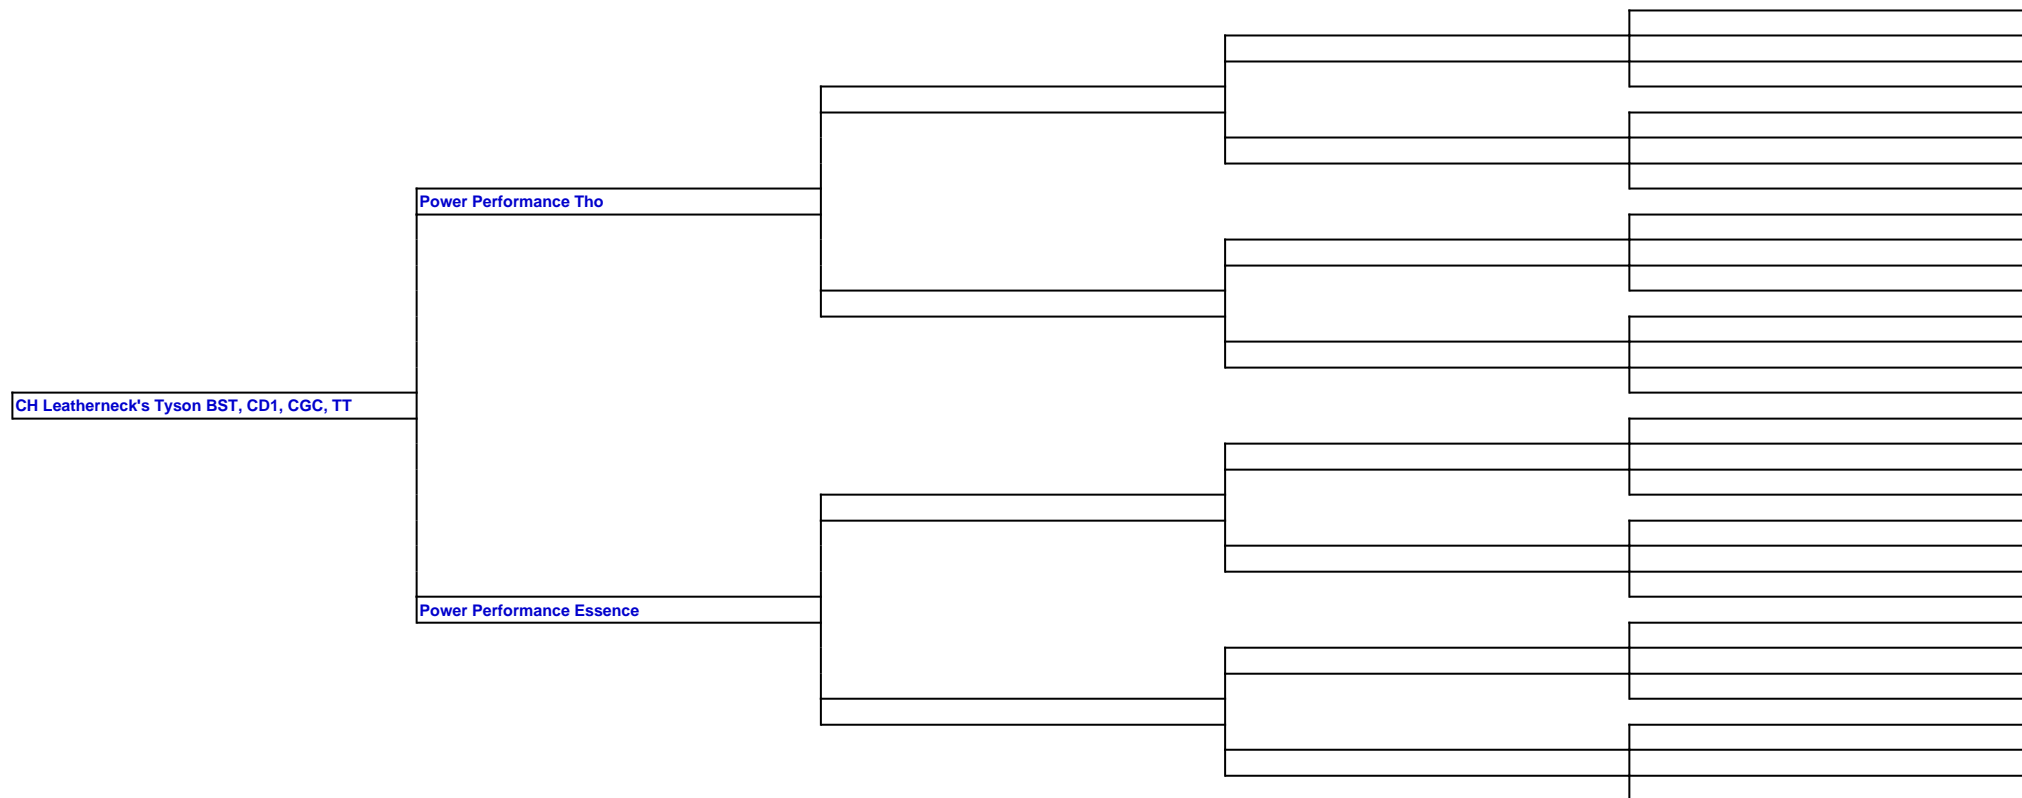 Power Performance Tho
CH Leatherneck's Tyson BST, CD1, CGC, TT
Power Performance Essence